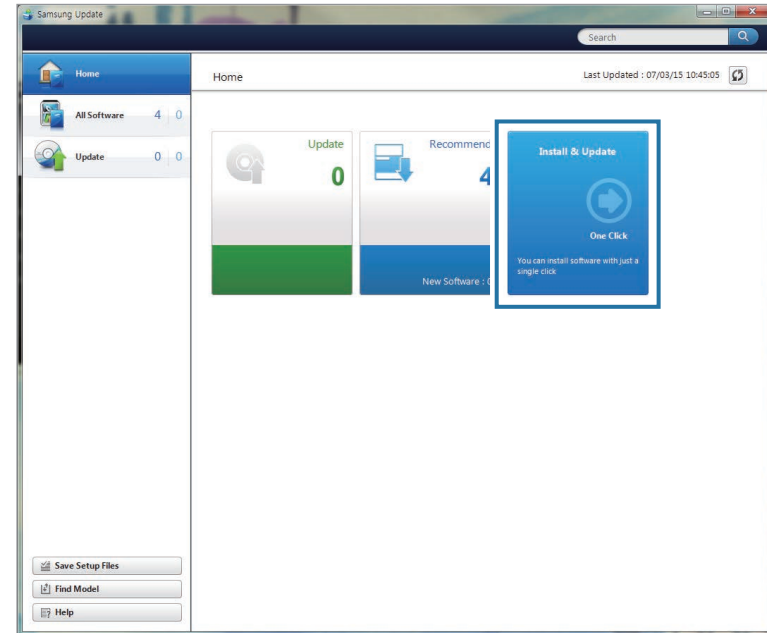 Samsung Update
Search
Home
All Software 4 0
Update 0 0
Home
Last Updated : 07/03/15 10:45:05
Update
0
Recommend
4
New Software :
Install & Update
One Click
You can install software with just a
single click
Save Setup Files
Find Model
Help